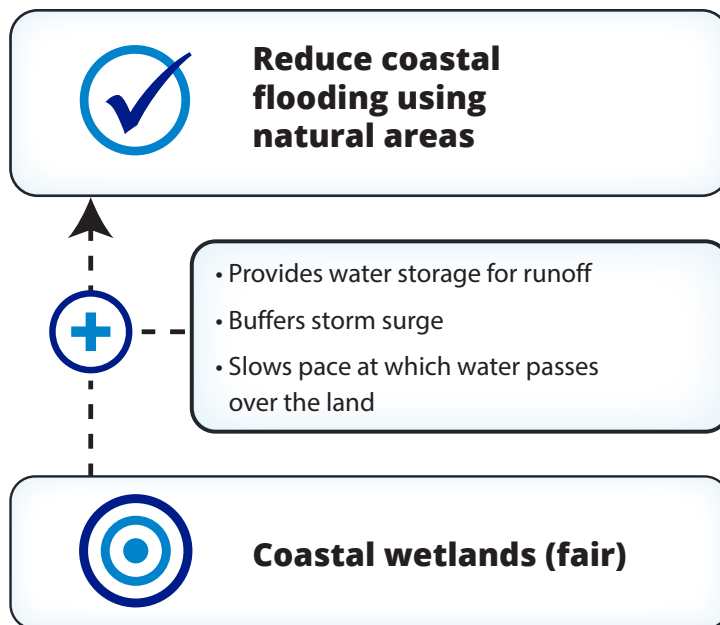 Reduce coastal
flooding using
natural areas
• Provides water storage for runoff
• Buffers storm surge
• Slows pace at which water passes
over the land
Coastal wetlands (fair)